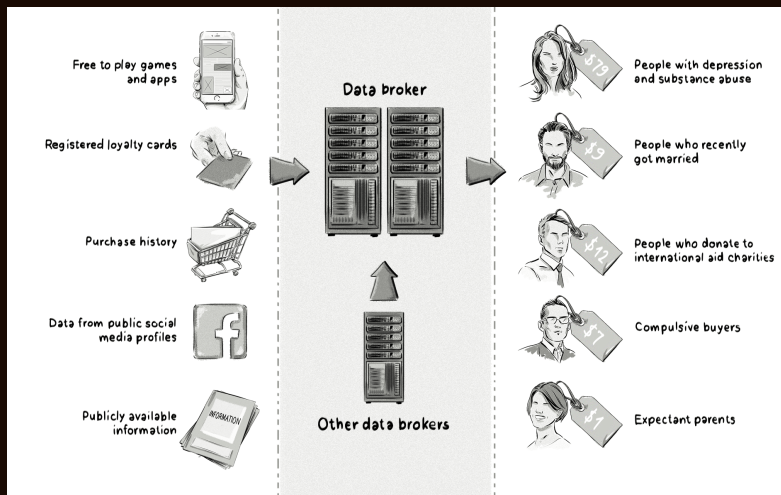 Free to play games
and apps
Registered loyalty cards
Purchase history
Data from public social
media profiles
f
Publicly available
information
INFORMATION
Data broker
Other data brokers
$79
People with depression
and substance abuse
$9
People who recently
got married
$12
People who donate to
international aid charities
$7
Compulsive buyers
$1
Expectant parents